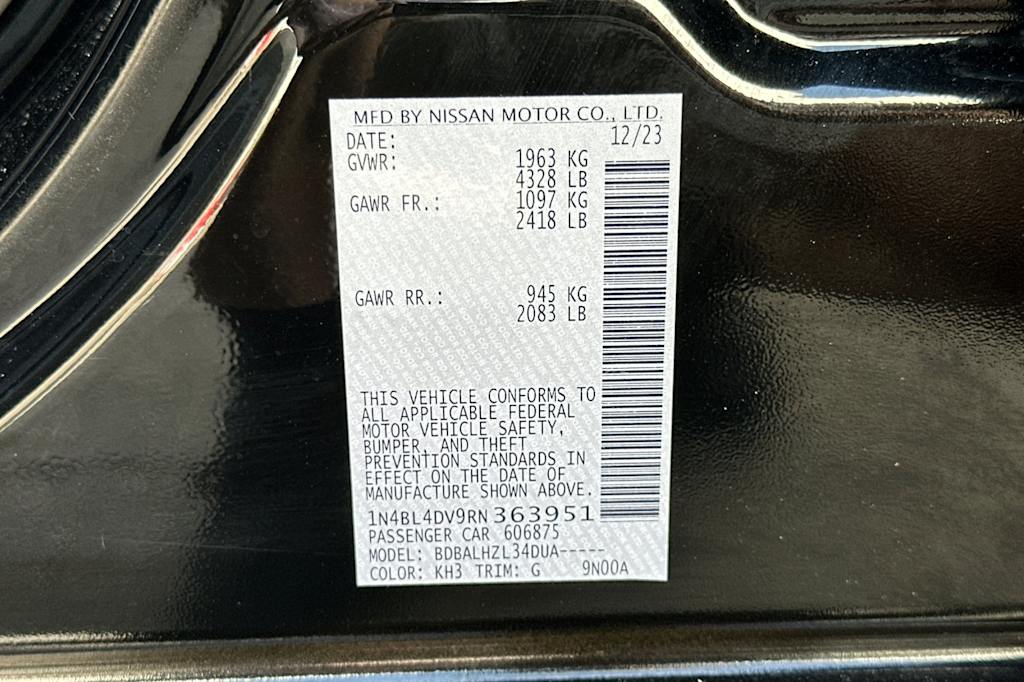 MFD BY NISSAN MOTOR CO., LTD.
DATE: 12/23
GVWR: 1963 KG
4328 LB
GAWR FR.: 1097 KG
2418 LB
GAWR RR.: 945 KG
2083 LB
THIS VEHICLE CONFORMS TO
ALL APPLICABLE FEDERAL
MOTOR VEHICLE SAFETY,
BUMPER, AND THEFT
PREVENTION STANDARDS IN
EFFECT ON THE DATE OF
MANUFACTURE SHOWN ABOVE.
1N4BL4DV9RN363951
PASSENGER CAR 606875
MODEL: BDBALHZL34DUA-----
COLOR: KH3 TRIM: G 9N00A